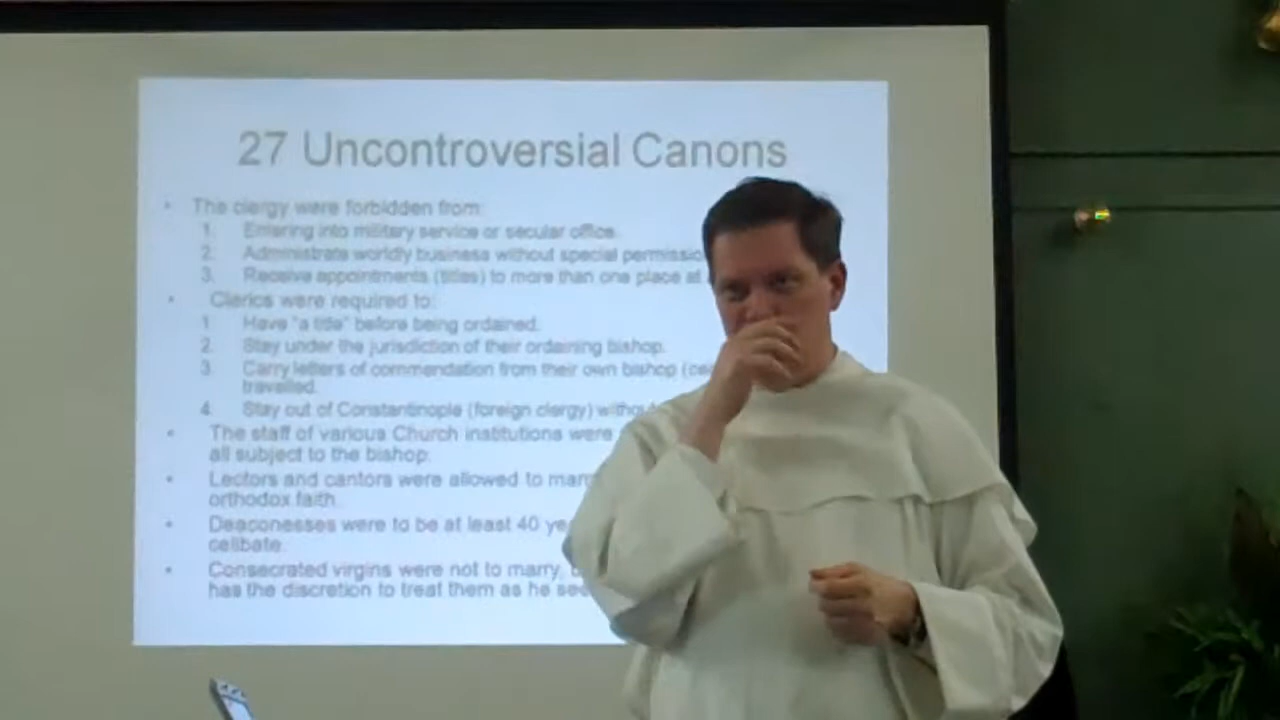 27 Uncontroversial Canons
• The clergy were forbidden from:
1. Entering into military service or secular office.
2. Administrate worldly business without special
3. Receive appointments (titles) to more than one place at
• Clerics were required to:
1. Have "a title" before being ordained.
2. Stay under the jurisdiction of their ordaining bishop.
3. Carry letters of commendation from their own bishop
travelled.
4. Stay out of Constantinople (foreign clergy)
• The staff of various Church institutions were
all subject to the bishop.
• Lectors and cantors were allowed to
orthodox faith.
• Deaconesses were to be at least 40
celibate.
• Consecrated virgins were not to marry,
has the discretion to treat them as he